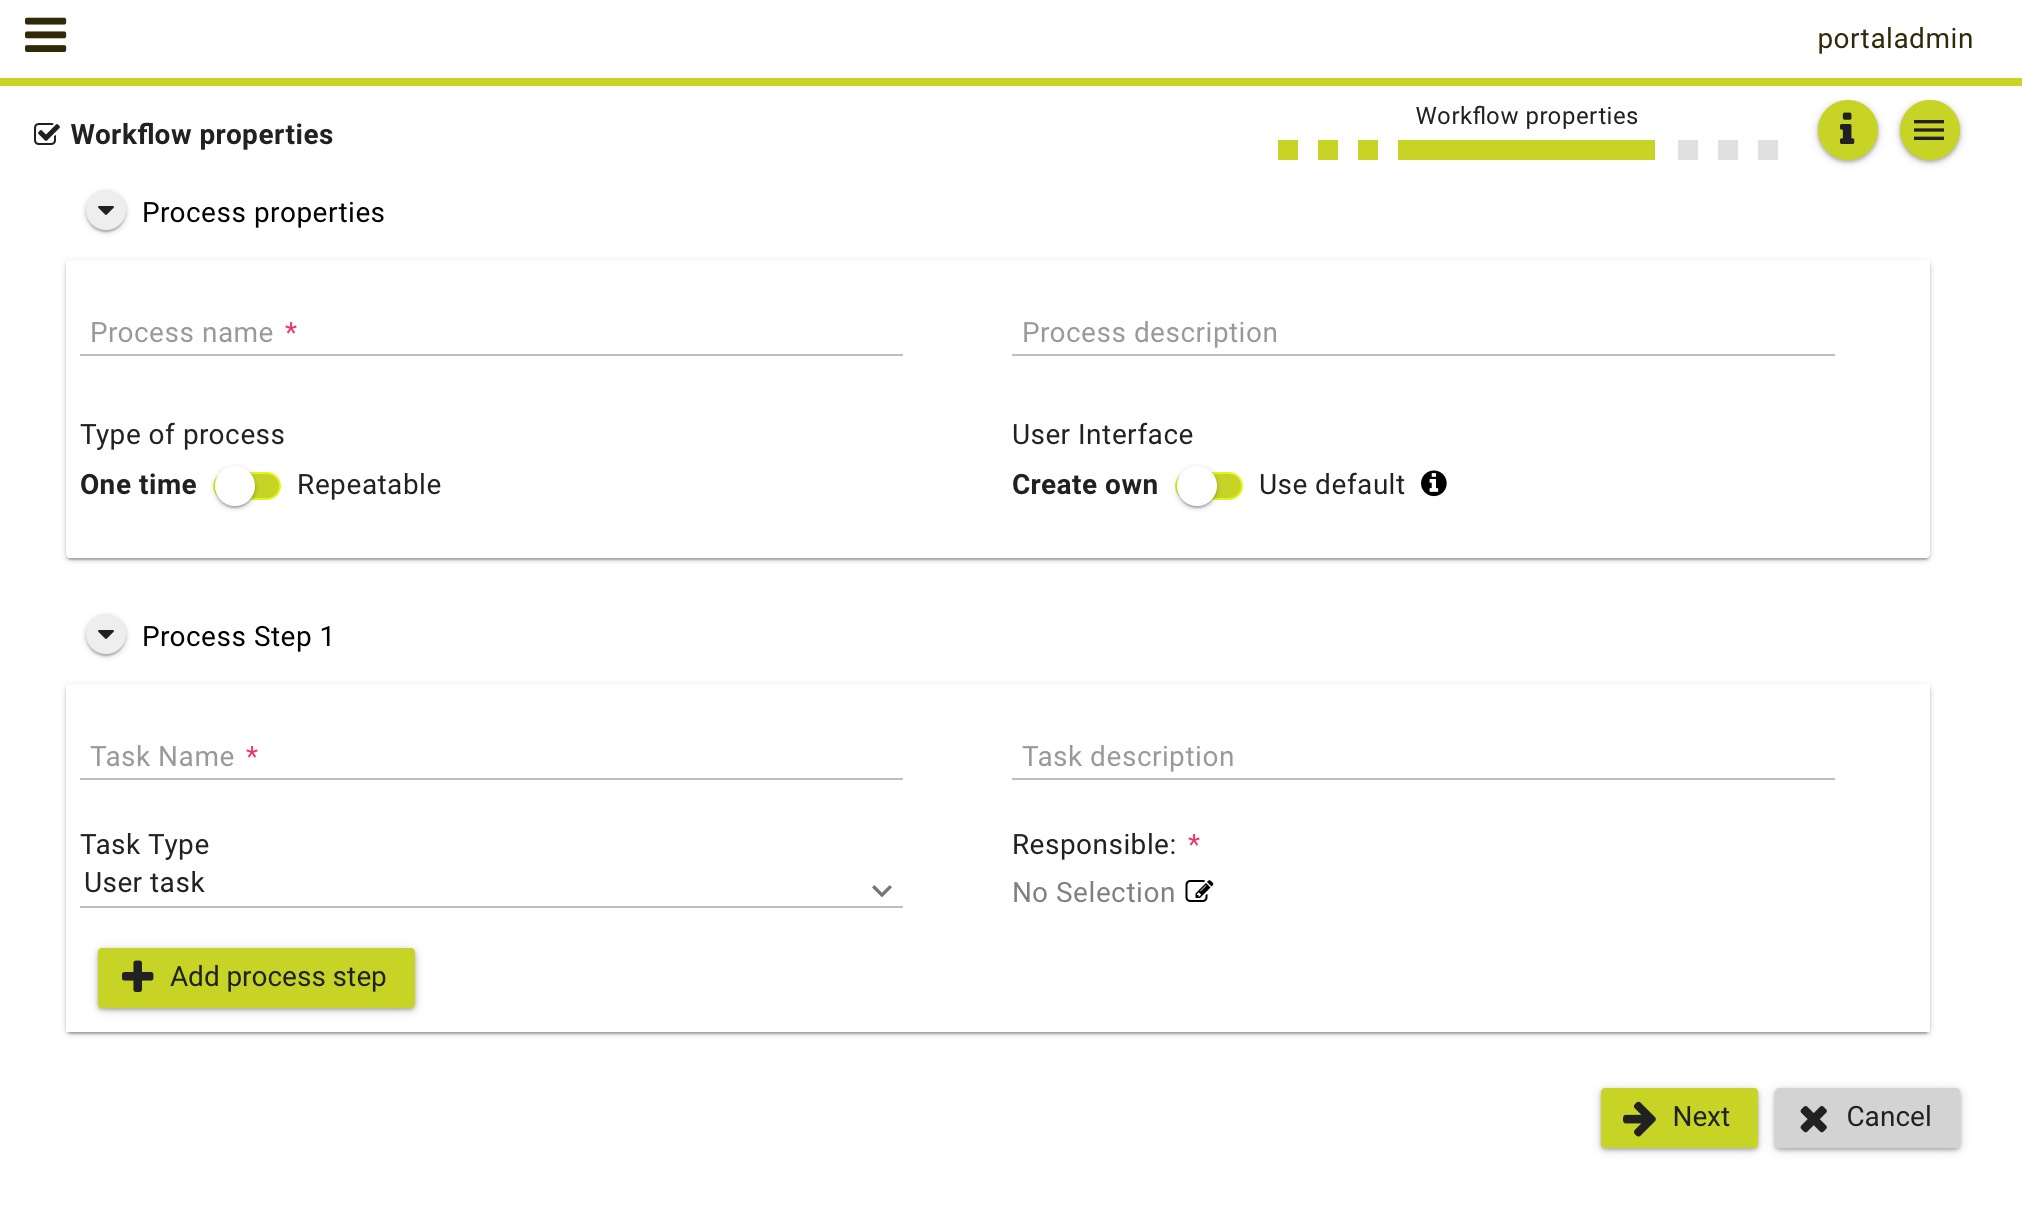 portaladmin
Workflow properties
Workflow properties
Process properties
Process name *
Process description
Type of process
User Interface
One time Repeatable
Create own Use default
Process Step 1
Task Name *
Task description
Task Type
User task
Responsible: *
No Selection
Add process step
Next
Cancel